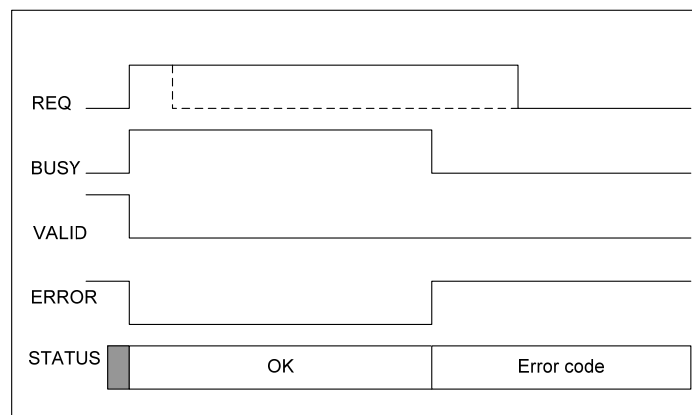 REQ
BUSY
VALID
ERROR
STATUS
OK
Error code